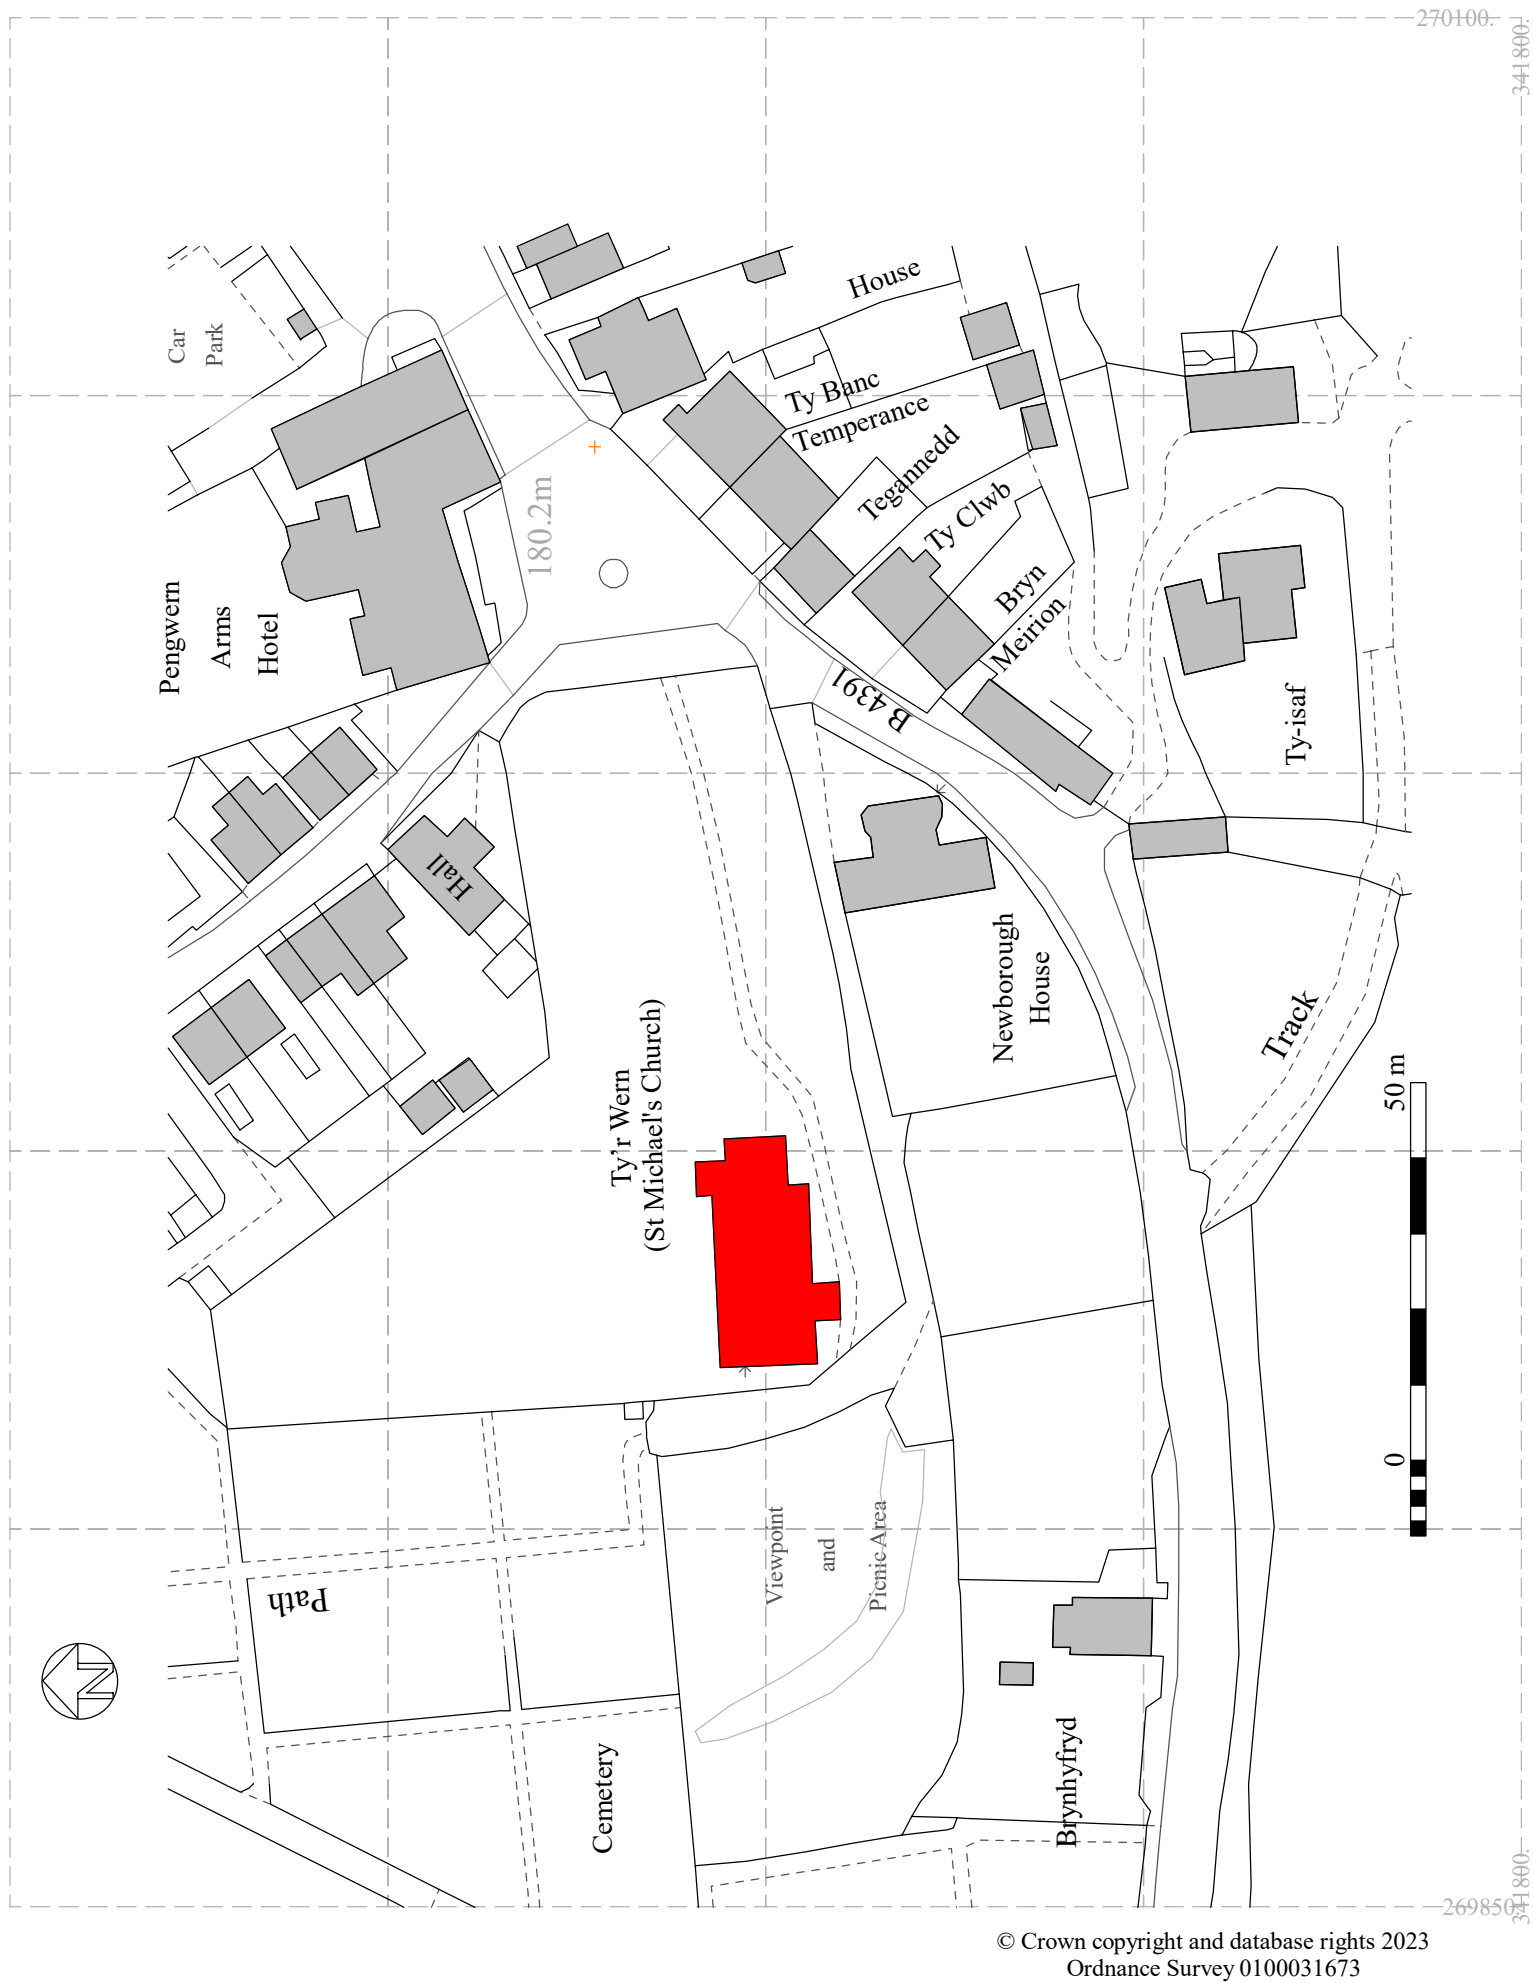 270100.
341800.
Car
Park
House
Ty Banc
Temperance
Tegannedd
Ty Clwb
Bryn
Meirion
180.2m
Pengwern
Arms
Hotel
B 4391
Ty-isaf
Hall
Newborough
House
Track
Ty'r Wern
(St Michael's Church)
50 m
0
Viewpoint
and
Picnic Area
Path
N
Cemetery
Brynhyfryd
341800.
269850.
© Crown copyright and database rights 2023
Ordnance Survey 0100031673